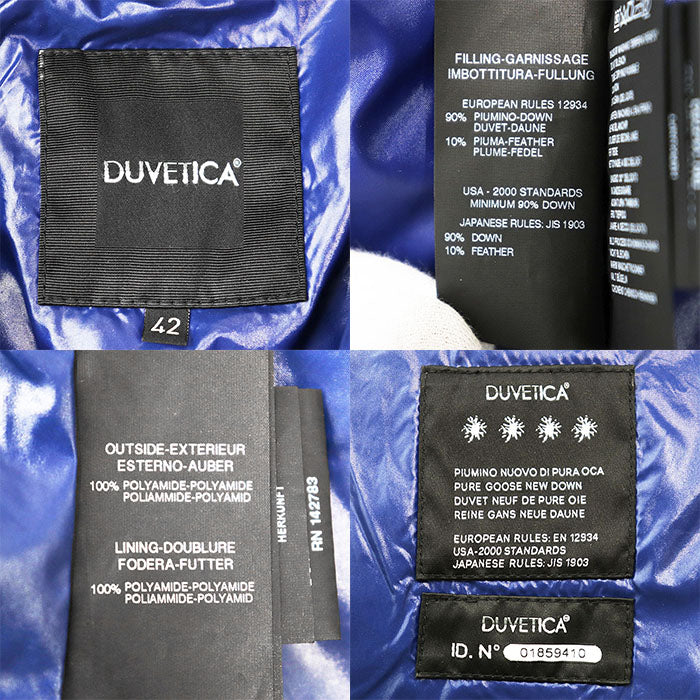 DUVETICA®
42
FILLING-GARNISSAGE
IMBOTTITURA-FULLUNG
EUROPEAN RULES 12934
90% PIUMINO-DOWN
DUVET-DAUNE
10% PIUMA-FEATHER
PLUME-FEDEL
USA - 2000 STANDARDS
MINIMUM 90% DOWN
JAPANESE RULES: JIS 1903
90% DOWN
10% FEATHER
OUTSIDE-EXTERIEUR
ESTERNO-AUBER
100% POLYAMIDE-POLYAMIDE
POLIAMMIDE-POLYAMID
LINING-DOUBLURE
FODERA-FUTTER
100% POLYAMIDE-POLYAMIDE
POLIAMMIDE-POLYAMID
HERKUNFT
RN 142783
DUVETICA®
PIUMINO NUOVO DI PURA OCA
PURE GOOSE NEW DOWN
DUVET NEUF DE PURE OIE
REINE GANS NEUE DAUNE
EUROPEAN RULES: EN 12934
USA-2000 STANDARDS
JAPANESE RULES: JIS 1903
DUVETICA®
ID. N° 01859410